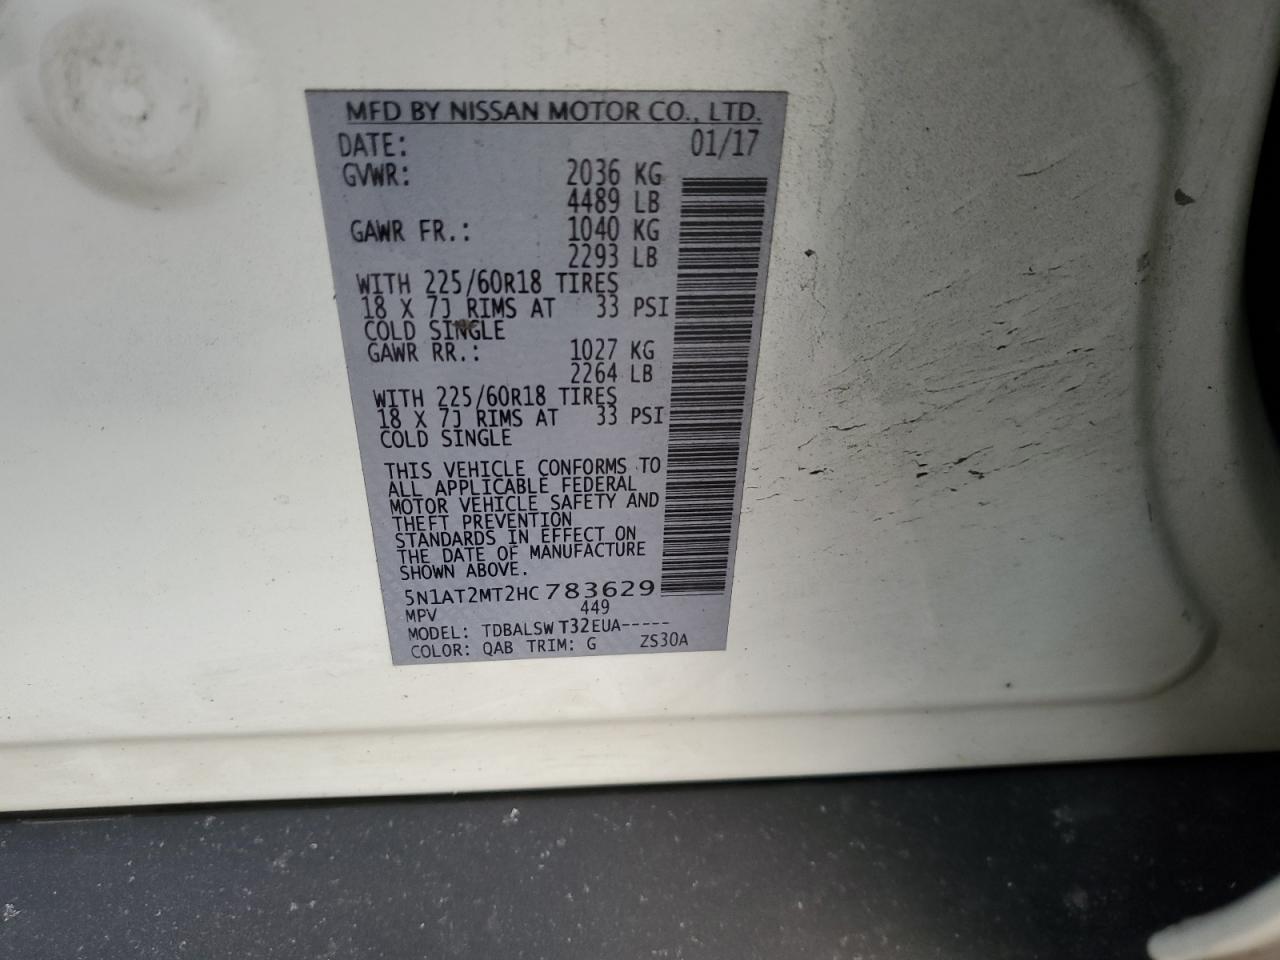 MFD BY NISSAN MOTOR CO., LTD.
DATE: 01/17
GVWR: 2036 KG
4489 LB
GAWR FR.: 1040 KG
2293 LB
WITH 225/60R18 TIRES
18 X 7J RIMS AT 33 PSI
COLD SINGLE
GAWR RR.: 1027 KG
2264 LB
WITH 225/60R18 TIRES
18 X 7J RIMS AT 33 PSI
COLD SINGLE
THIS VEHICLE CONFORMS TO
ALL APPLICABLE FEDERAL
MOTOR VEHICLE SAFETY AND
THEFT PREVENTION
STANDARDS IN EFFECT ON
THE DATE OF MANUFACTURE
SHOWN ABOVE.
5N1AT2MT2HC783629
MPV 449
MODEL: TDBALSW T32EUA-----
COLOR: QAB TRIM: G ZS30A